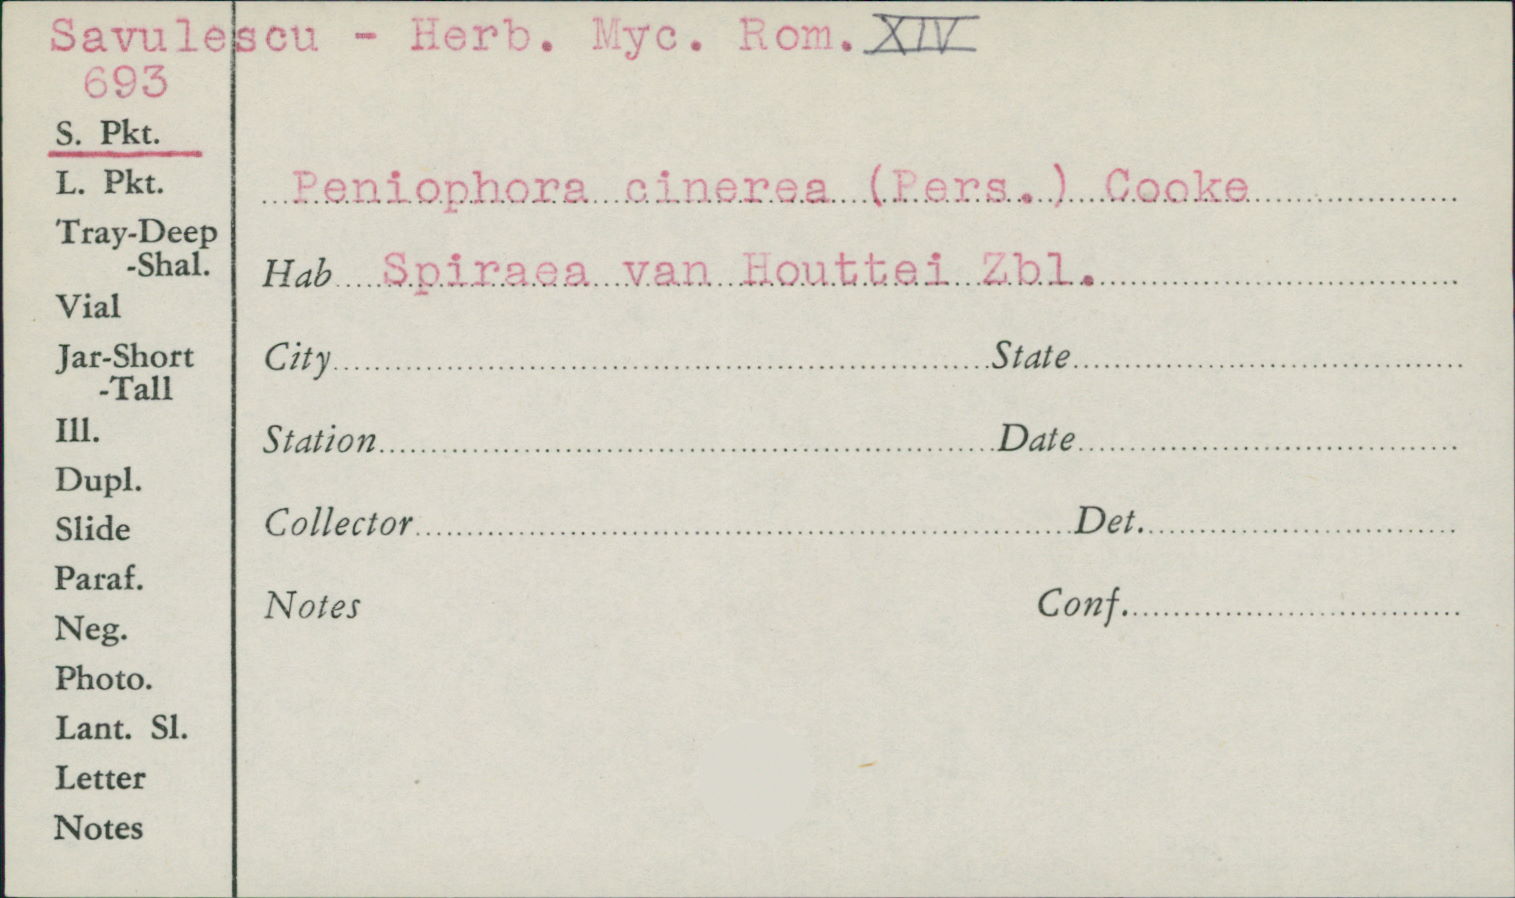 Savulescu - Herb. Myc. Rom. XIV
693
S. Pkt.
L. Pkt.
Peniophora cinerea (Pers.) Cooke
Tray-Deep
-Shal.
Hab Spiraea van Houttei Zbl.
Vial
Jar-Short
-Tall
City State
Ill.
Station Date
Dupl.
Slide
Collector Det.
Paraf.
Neg.
Notes Conf.
Photo.
Lant. Sl.
Letter
Notes